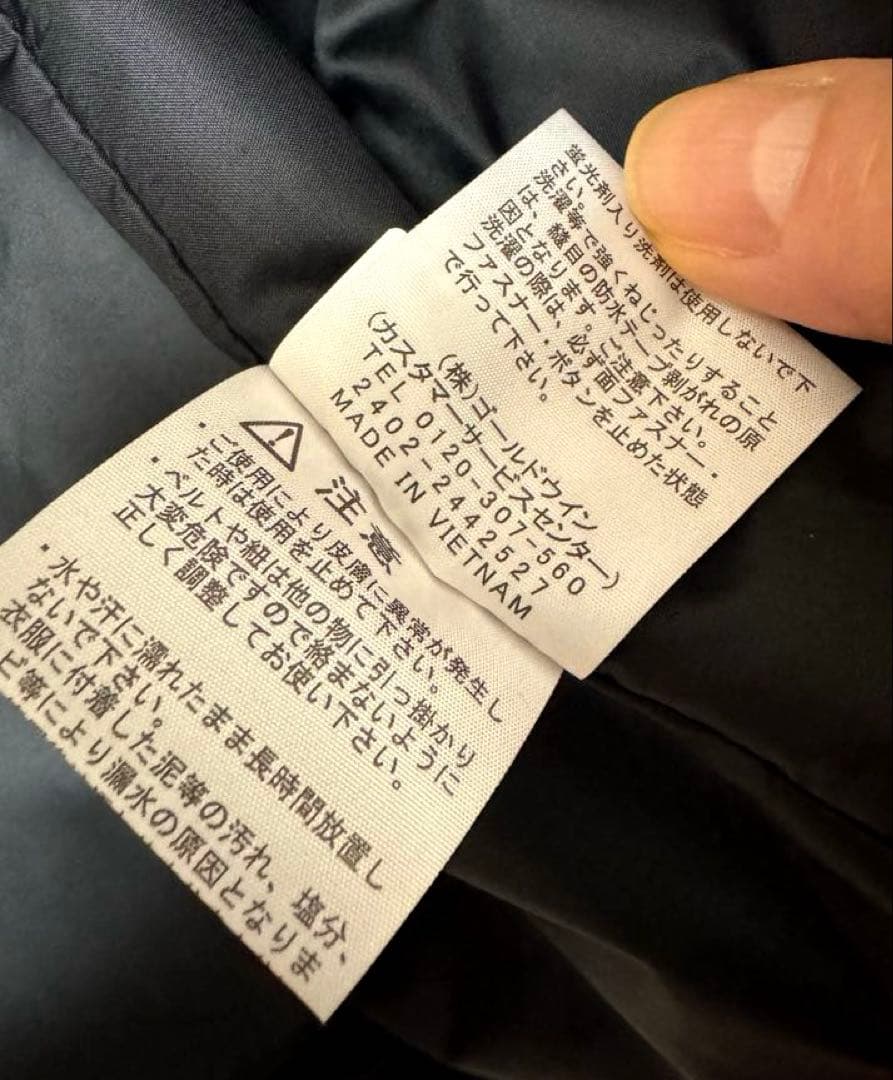 蛍光剤入り洗剤は使用しないで下
さい。
洗濯等で強くねじったりすること
は、縫目の防水テープ剥がれの原
因となります。ご注意下さい。
洗濯の際は、必ず面ファスナー・
ファスナー・ボタンを止めた状態
で行って下さい。
(株)ゴールドウイン
(カスタマーサービスセンター)
TEL 0120-307-560
2402-2442527
MADE IN VIETNAM
注意
・ご使用により皮膚に異常が発生し
た時は使用を止めて下さい。
・ベルトや紐は他の物に引っ掛かり
大変危険ですので絡まないように
正しく調整してお使い下さい。
・水や汗に濡れたまま長時間放置し
ないで下さい。
衣服に付着した泥等の汚れ、塩分、
ビ等により漏水の原因となりま